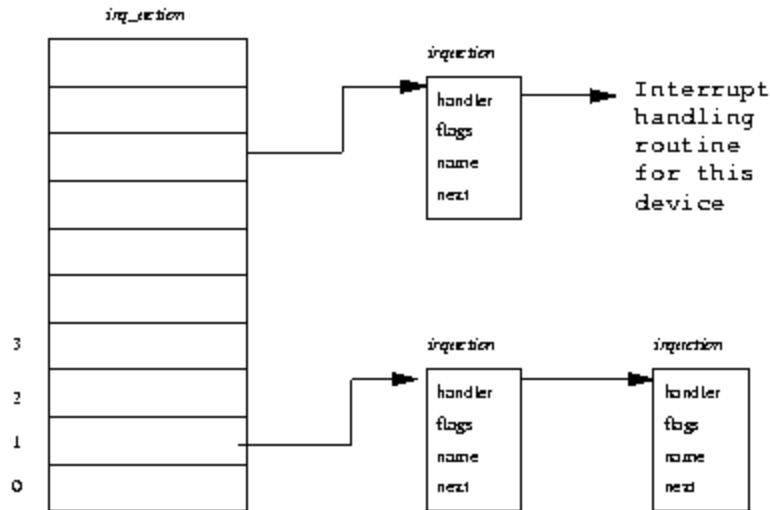 irq_action
irqaction
handler
flags
name
next
Interrupt
handling
routine
for this
device
3
2
1
0
irqaction
handler
flags
name
next
irqaction
handler
flags
name
next